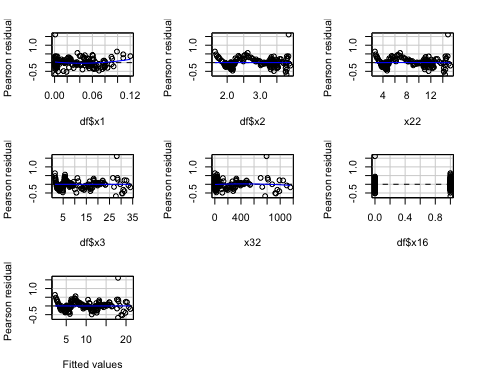 Pearson residual
1.0
-0.5
0.00 0.06 0.12
df$x1
Pearson residual
1.0
-0.5
2.0 3.0
df$x2
Pearson residual
1.0
-0.5
4 8 12
x22
Pearson residual
1.0
-0.5
5 15 25 35
df$x3
Pearson residual
1.0
-0.5
0 400 1000
x32
Pearson residual
1.0
-0.5
0.0 0.4 0.8
df$x16
Pearson residual
1.0
-0.5
5 10 20
Fitted values